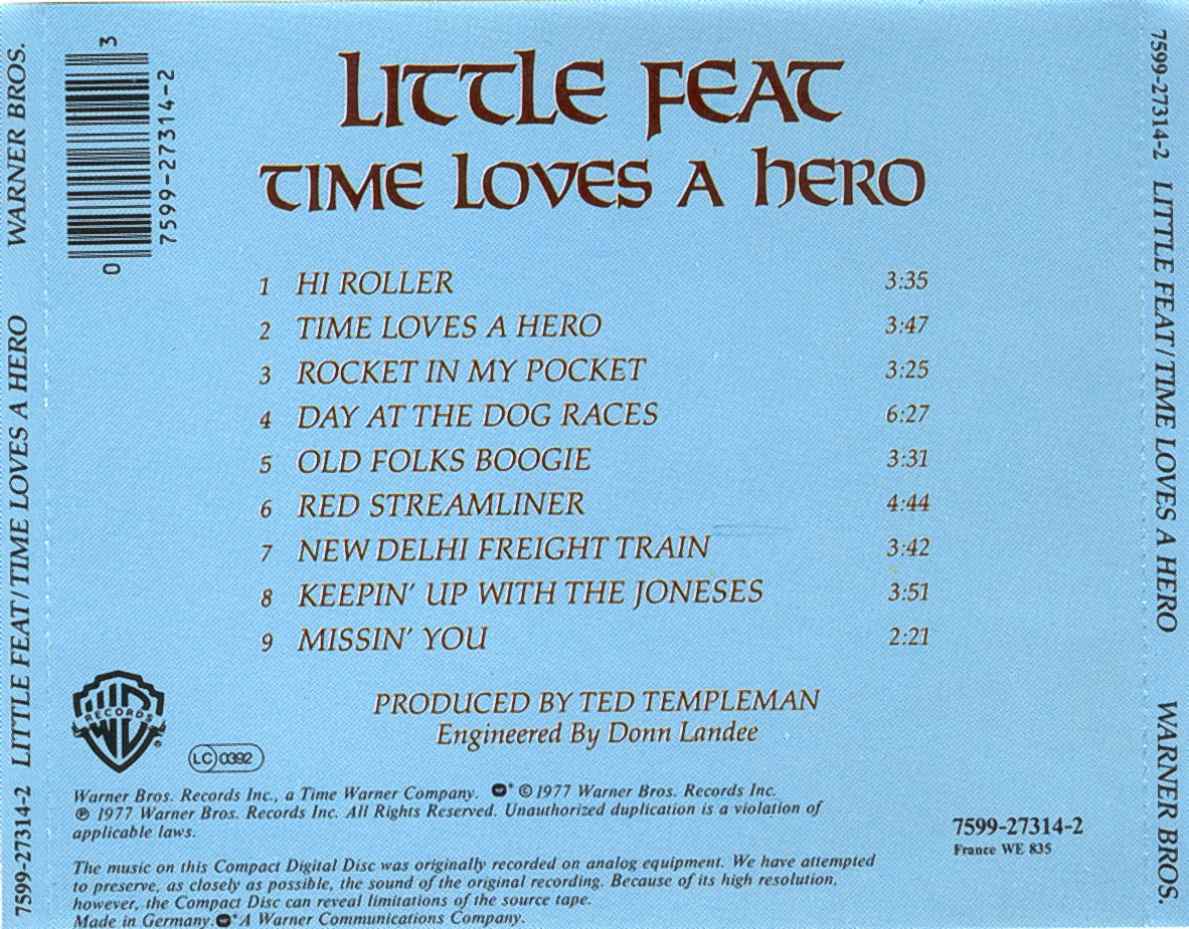 LITTLE FEAT
TIME LOVES A HERO
1 HI ROLLER 3:35
2 TIME LOVES A HERO 3:47
3 ROCKET IN MY POCKET 3:25
4 DAY AT THE DOG RACES 6:27
5 OLD FOLKS BOOGIE 3:31
6 RED STREAMLINER 4:44
7 NEW DELHI FREIGHT TRAIN 3:42
8 KEEPIN' UP WITH THE JONESES 3:51
9 MISSIN' YOU 2:21
PRODUCED BY TED TEMPLEMAN
Engineered By Donn Landee
RECORDS
®
LC 0392
Warner Bros. Records Inc., a Time Warner Company. * © 1977 Warner Bros. Records Inc.
℗ 1977 Warner Bros. Records Inc. All Rights Reserved. Unauthorized duplication is a violation of
applicable laws.
The music on this Compact Digital Disc was originally recorded on analog equipment. We have attempted
to preserve, as closely as possible, the sound of the original recording. Because of its high resolution,
however, the Compact Disc can reveal limitations of the source tape.
Made in Germany. *A Warner Communications Company.
7599-27314-2
France WE 835
0 7599-27314-2 3
7599-27314-2 LITTLE FEAT/TIME LOVES A HERO WARNER BROS.
7599-27314-2 LITTLE FEAT/TIME LOVES A HERO WARNER BROS.